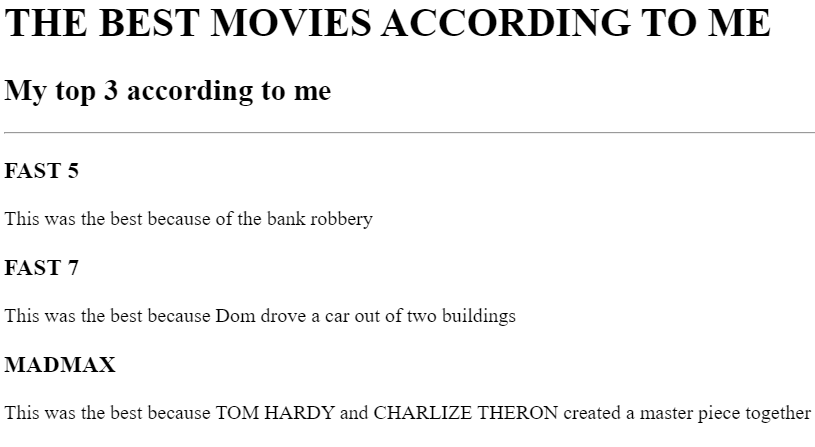 THE BEST MOVIES ACCORDING TO ME
My top 3 according to me
FAST 5
This was the best because of the bank robbery
FAST 7
This was the best because Dom drove a car out of two buildings
MADMAX
This was the best because TOM HARDY and CHARLIZE THERON created a master piece together